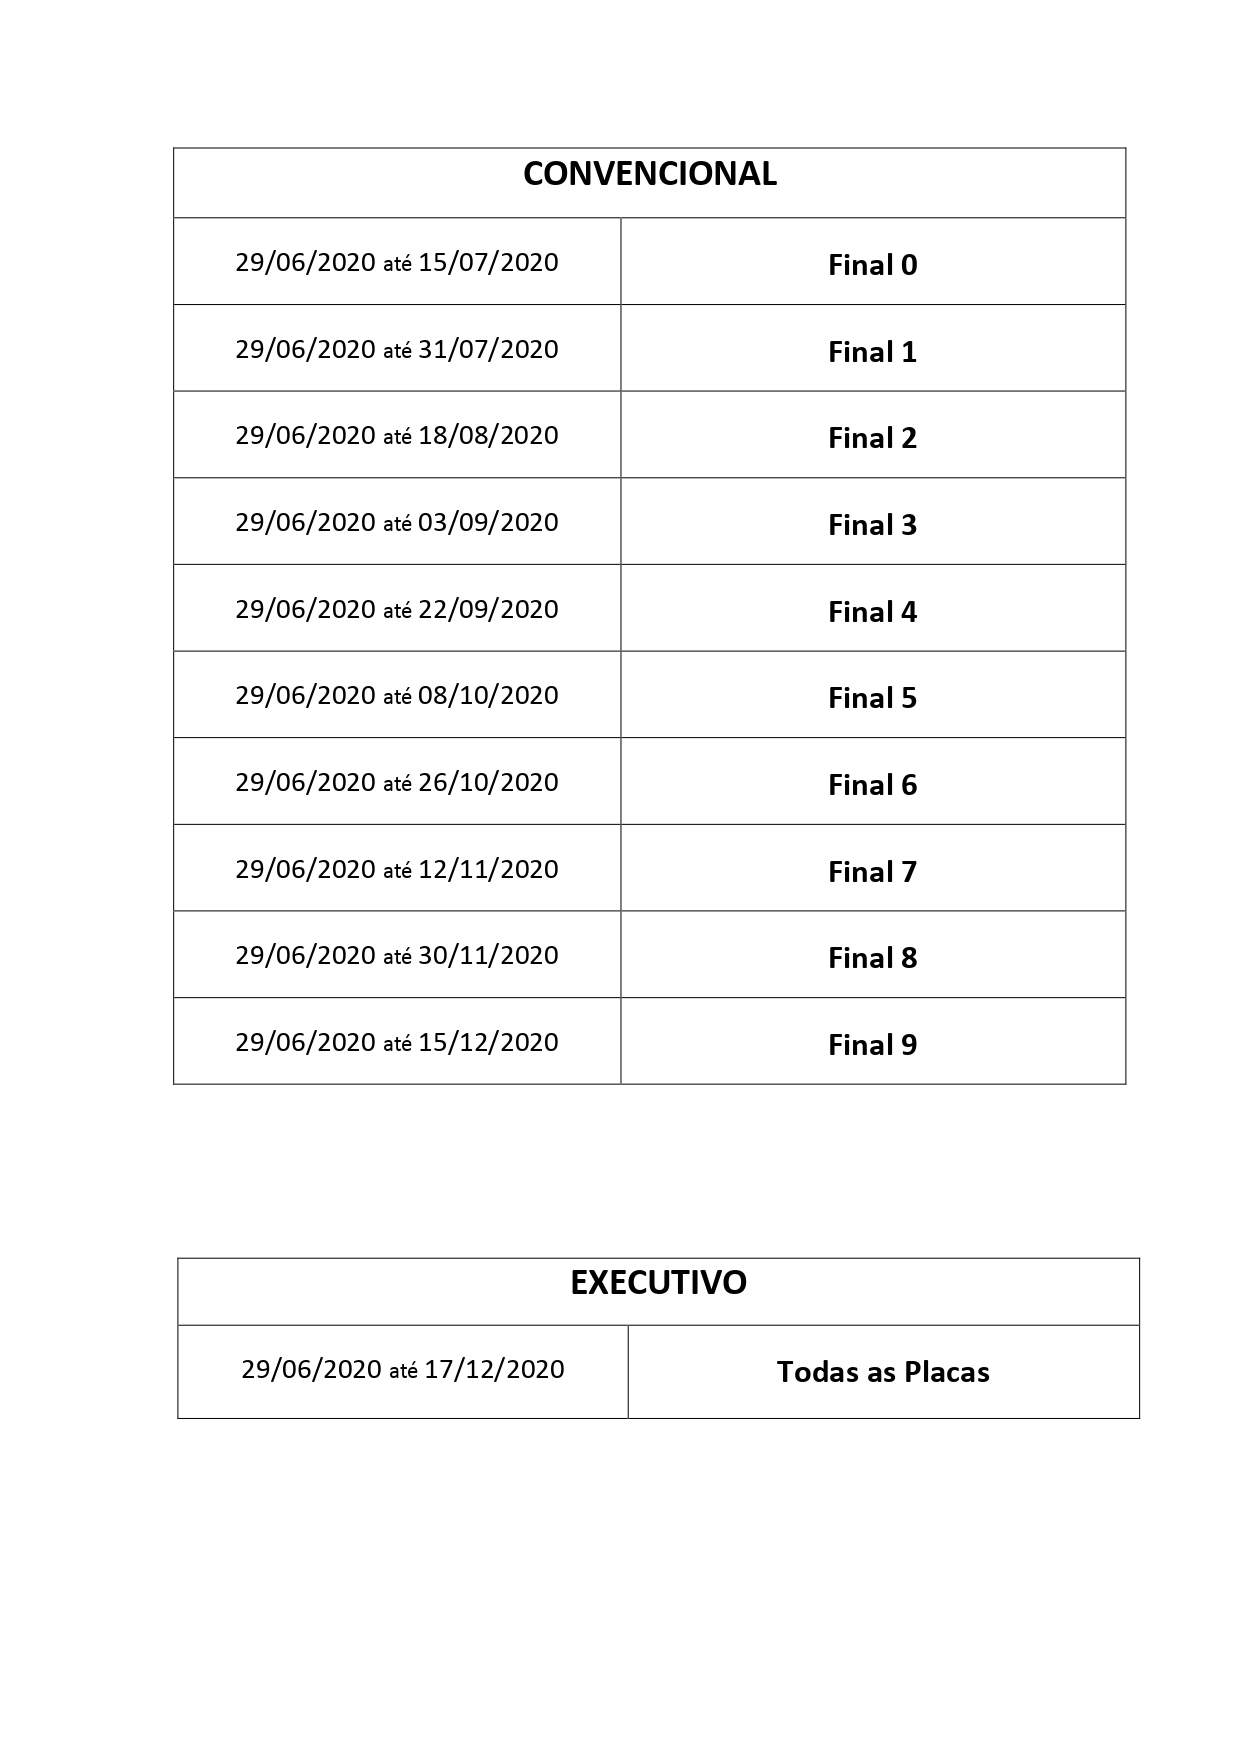 CONVENCIONAL
29/06/2020 até 15/07/2020 Final 0
29/06/2020 até 31/07/2020 Final 1
29/06/2020 até 18/08/2020 Final 2
29/06/2020 até 03/09/2020 Final 3
29/06/2020 até 22/09/2020 Final 4
29/06/2020 até 08/10/2020 Final 5
29/06/2020 até 26/10/2020 Final 6
29/06/2020 até 12/11/2020 Final 7
29/06/2020 até 30/11/2020 Final 8
29/06/2020 até 15/12/2020 Final 9
EXECUTIVO
29/06/2020 até 17/12/2020 Todas as Placas